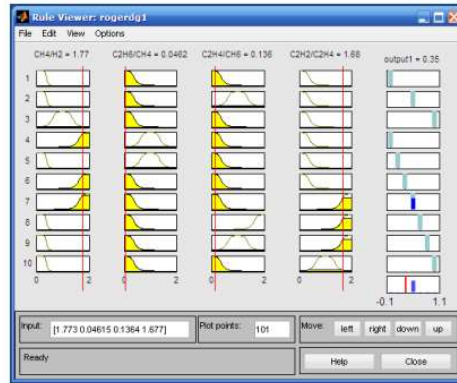 Rule Viewer: rogerdg1
File Edit View Options
CH4/H2 = 1.77 C2H6/CH4 = 0.0462 C2H4/CH6 = 0.136 C2H2/C2H4 = 1.68 output1 = 0.35
1
2
3
4
5
6
7
8
9
10
0 2 0 2 0 2 0 2
-0.1 1.1
Input: [1.773 0.04615 0.1364 1.677] Plot points: 101 Move: left right down up
Ready Help Close